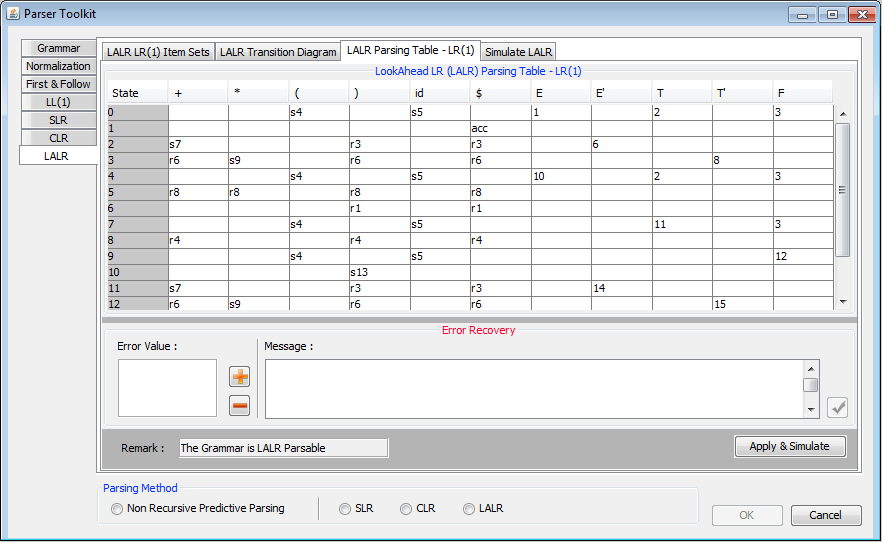 Parser Toolkit
Grammar
Normalization
First & Follow
LL(1)
SLR
CLR
LALR
LALR LR(1) Item Sets LALR Transition Diagram LALR Parsing Table - LR(1) Simulate LALR
LookAhead LR (LALR) Parsing Table - LR(1)
State + * ( ) id $ E E' T T' F
0 s4 s5 1 2 3
1 acc
2 s7 r3 r3 6
3 r6 s9 r6 r6 8
4 s4 s5 10 2 3
5 r8 r8 r8 r8
6 r1 r1
7 s4 s5 11 3
8 r4 r4 r4
9 s4 s5 12
10 s13
11 s7 r3 r3 14
12 r6 s9 r6 r6 15
Error Recovery
Error Value : Message :
Remark : The Grammar is LALR Parsable Apply & Simulate
Parsing Method
Non Recursive Predictive Parsing SLR CLR LALR
OK Cancel